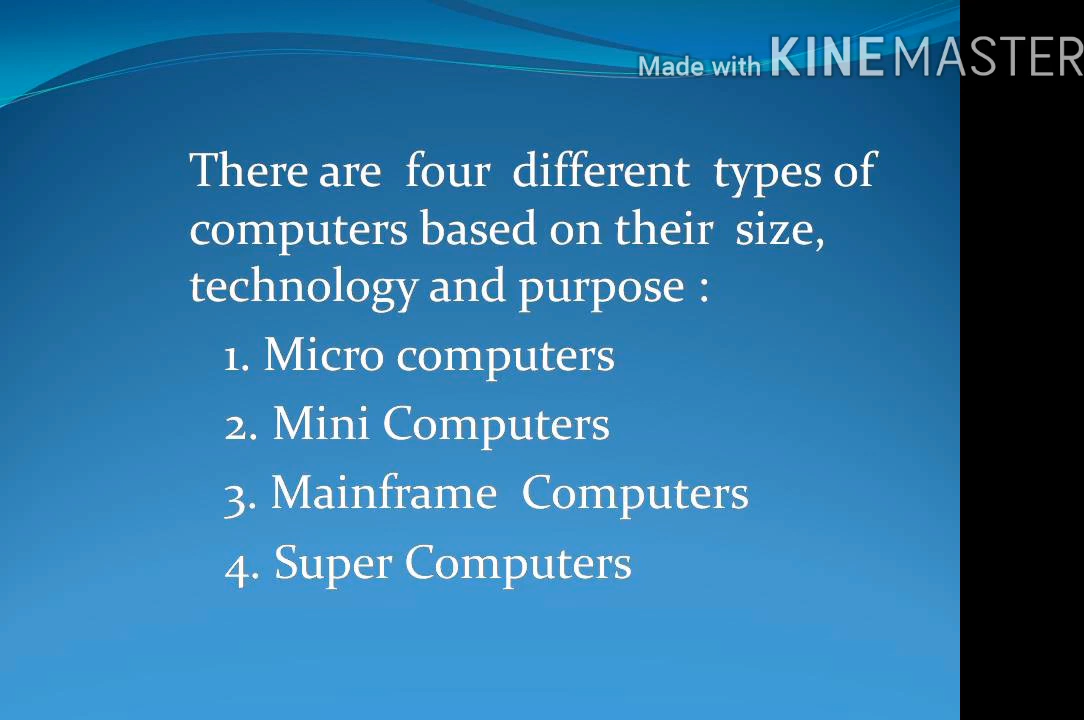 Made with KINEMASTER
There are four different types of
computers based on their size,
technology and purpose :
1. Micro computers
2. Mini Computers
3. Mainframe Computers
4. Super Computers